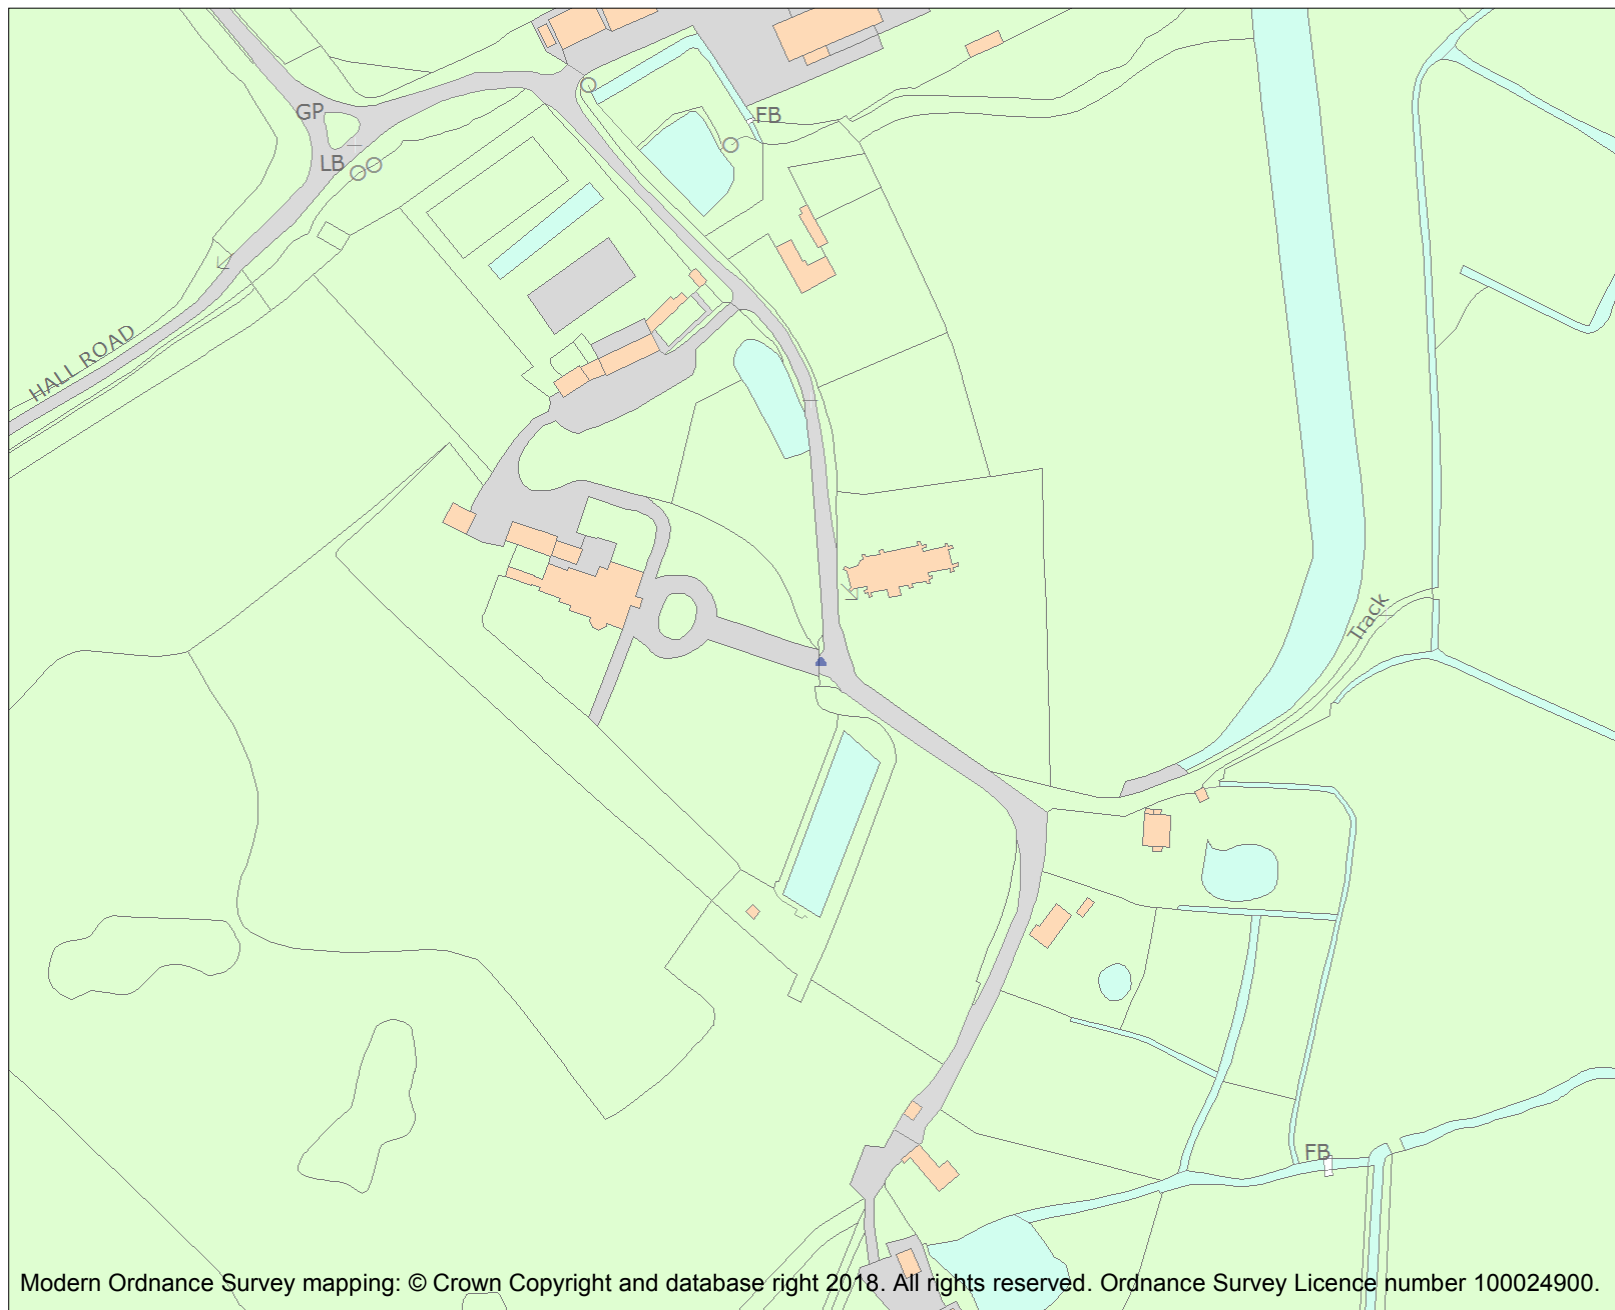 GP
FB
LB
HALL ROAD
Track
FB
Modern Ordnance Survey mapping: © Crown Copyright and database right 2018. All rights reserved. Ordnance Survey Licence number 100024900.